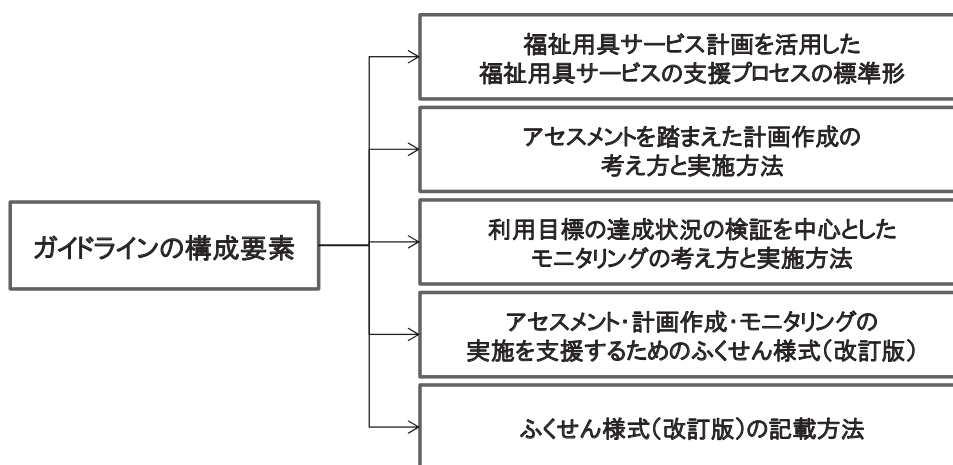 福祉用具サービス計画を活用した
福祉用具サービスの支援プロセスの標準形
アセスメントを踏まえた計画作成の
考え方と実施方法
ガイドラインの構成要素
利用目標の達成状況の検証を中心とした
モニタリングの考え方と実施方法
アセスメント・計画作成・モニタリングの
実施を支援するためのふくせん様式(改訂版)
ふくせん様式(改訂版)の記載方法